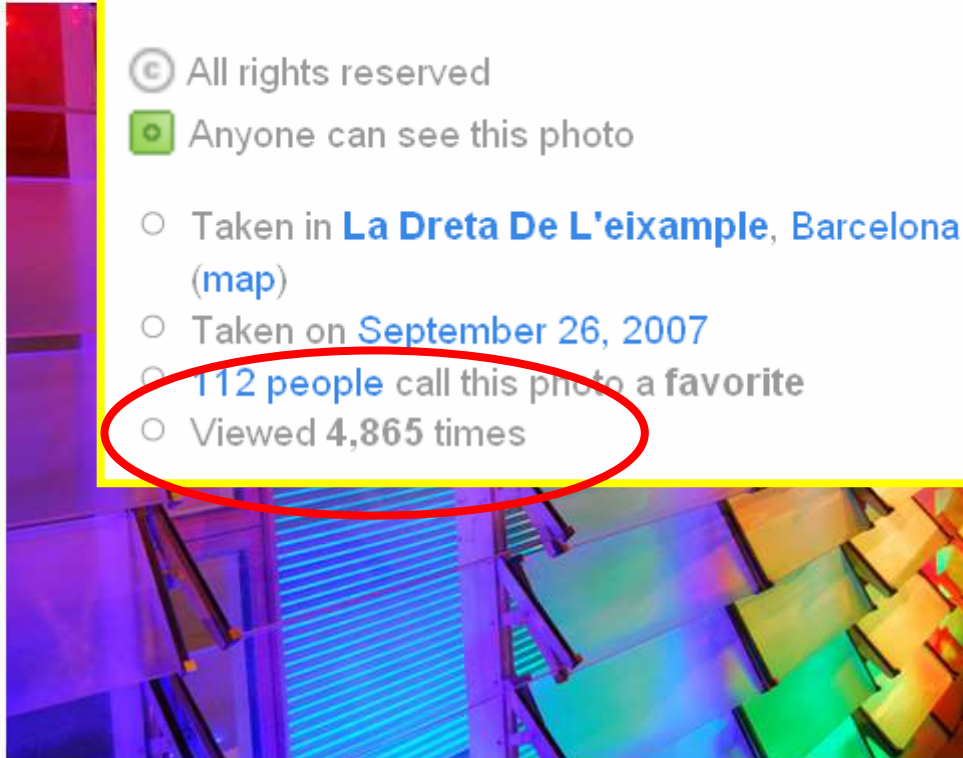 © All rights reserved
Anyone can see this photo
Taken in La Dreta De L'eixample, Barcelona
(map)
Taken on September 26, 2007
112 people call this photo a favorite
Viewed 4,865 times